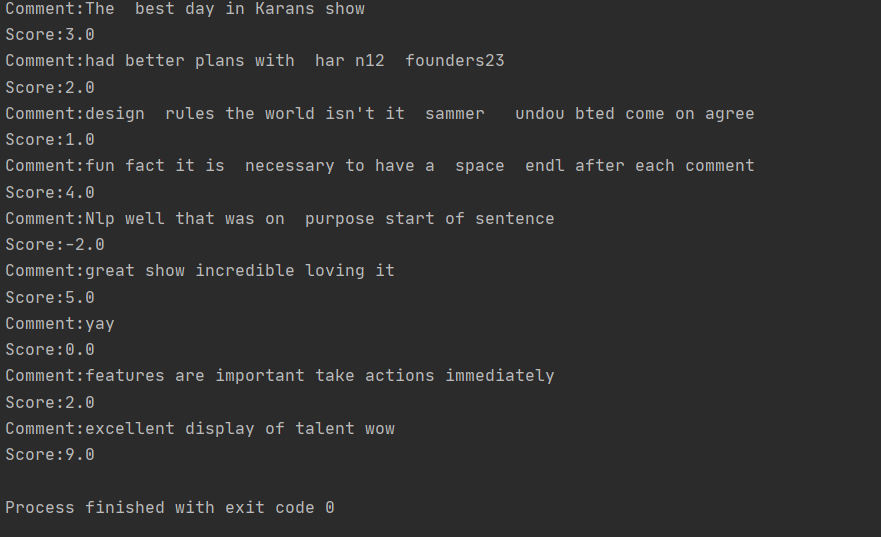 Comment:The  best day in Karans show
Score:3.0
Comment:had better plans with  har n12  founders23
Score:2.0
Comment:design  rules the world isn't it  sammer   undou bted come on agree
Score:1.0
Comment:fun fact it is  necessary to have a  space  endl after each comment
Score:4.0
Comment:Nlp well that was on  purpose start of sentence
Score:-2.0
Comment:great show incredible loving it
Score:5.0
Comment:yay
Score:0.0
Comment:features are important take actions immediately
Score:2.0
Comment:excellent display of talent wow
Score:9.0
Process finished with exit code 0